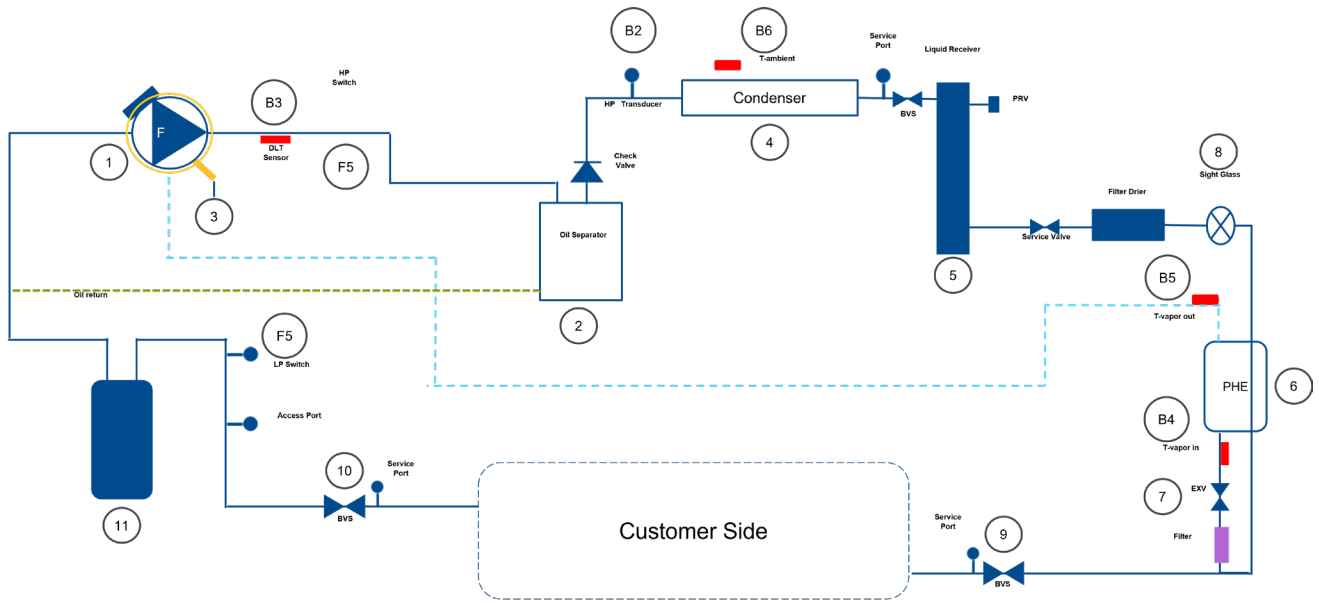 B2
B6
Service
Port
Liquid Receiver
T-ambient
HP
Switch
B3
HP Transducer
Condenser
BVS
PRV
F
DLT
Sensor
1
4
8
Check
Valve
F5
Sight Glass
3
Filter Drier
Oil Separator
Service Valve
5
B5
Oil return
T-vapor out
2
F5
LP Switch
PHE
6
Access Port
B4
T-vapor in
10
Service
Port
7
EXV
11
BVS
Customer Side
Service
Port
9
Filter
BVS